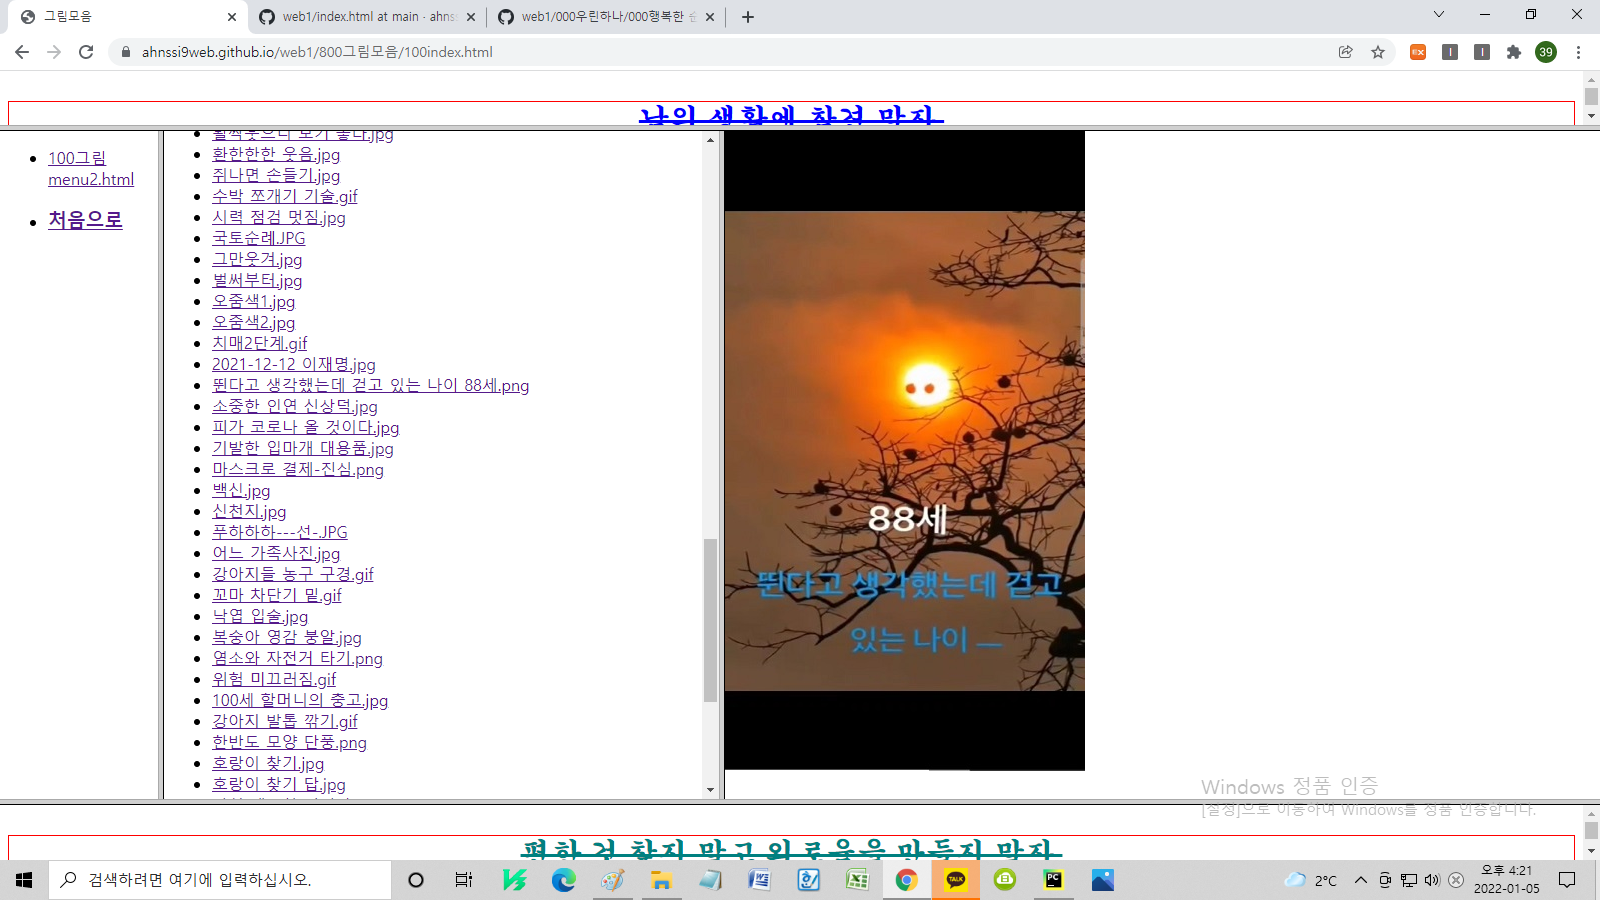 그림모음
web1/index.html at main · ahnss
web1/000우린하나/000행복한 순
ahnssi9web.github.io/web1/800그림모음/100index.html
39
남의 생활에 참견 말자
100그림
menu2.html
처음으로
활짝웃으니 보기 좋다.jpg
환한한한 웃음.jpg
쥐나면 손들기.jpg
수박 쪼개기 기술.gif
시력 점검 멋짐.jpg
국토순례.JPG
그만웃겨.jpg
벌써부터.jpg
오줌색1.jpg
오줌색2.jpg
치매2단계.gif
2021-12-12 이재명.jpg
뛴다고 생각했는데 걷고 있는 나이 88세.png
소중한 인연 신상덕.jpg
피가 코로나 올 것이다.jpg
기발한 입마개 대용품.jpg
마스크로 결제-진심.png
백신.jpg
신천지.jpg
푸하하하---선-.JPG
어느 가족사진.jpg
강아지들 농구 구경.gif
꼬마 차단기 밑.gif
낙엽 입술.jpg
복숭아 영감 붕알.jpg
염소와 자전거 타기.png
위험 미끄러짐.gif
100세 할머니의 충고.jpg
강아지 발톱 깎기.gif
한반도 모양 단풍.png
호랑이 찾기.jpg
호랑이 찾기 답.jpg
88세
뛴다고 생각했는데 걷고
있는 나이 ―
Windows 정품 인증
[설정]으로 이동하여 Windows를 정품 인증합니다.
편한 것 찾지 말고 외로움을 만들지 말자
검색하려면 여기에 입력하십시오.
TALK
PC
2°C
오후 4:21
2022-01-05